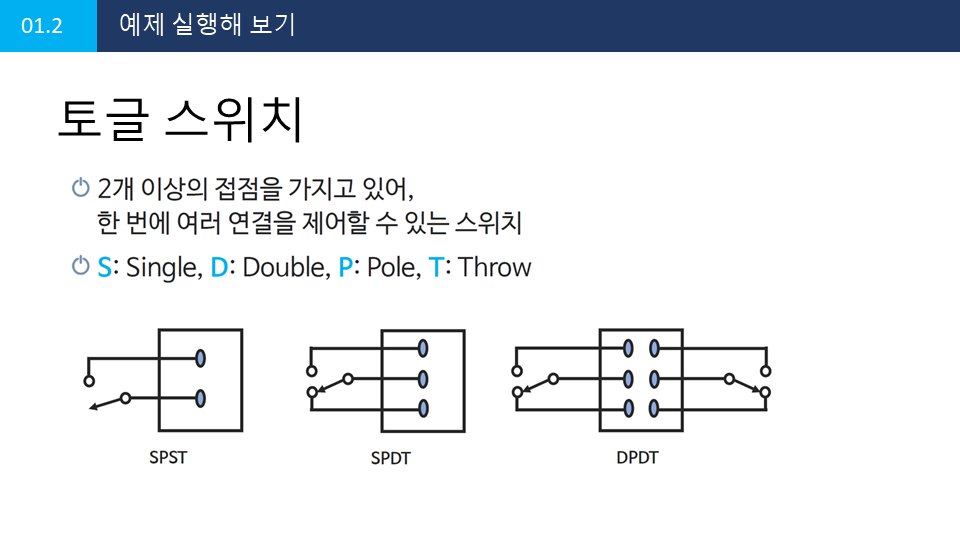 01.2 예제 실행해 보기
토글 스위치
2개 이상의 접점을 가지고 있어,
한 번에 여러 연결을 제어할 수 있는 스위치
S: Single, D: Double, P: Pole, T: Throw
SPST SPDT DPDT